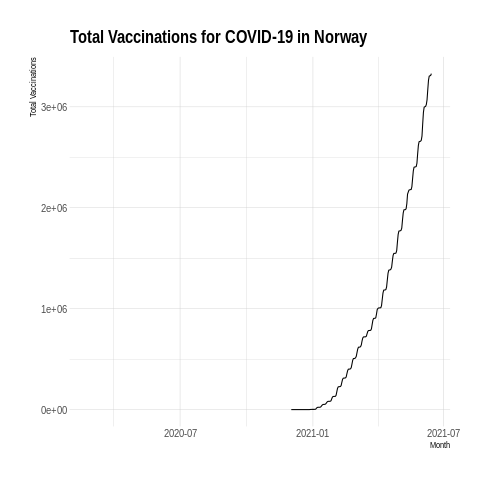 Total Vaccinations for COVID-19 in Norway
Total Vaccinations
3e+06
2e+06
1e+06
0e+00
2020-07
2021-01
2021-07
Month